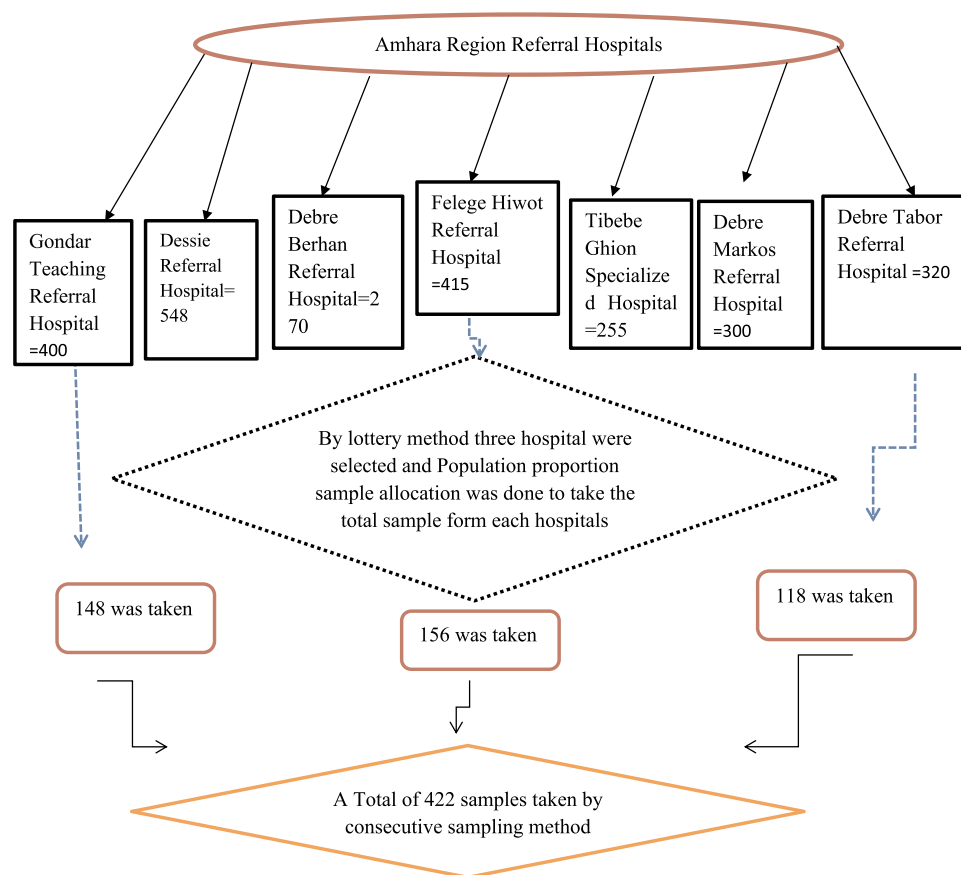 Amhara Region Referral Hospitals
Gondar
Teaching
Referral
Hospital
=400
Dessie
Referral
Hospital=
548
Debre
Berhan
Referral
Hospital=2
70
Felege Hiwot
Referral
Hospital
=415
Tibebe
Ghion
Specialize
d Hospital
=255
Debre
Markos
Referral
Hospital
=300
Debre Tabor
Referral
Hospital =320
By lottery method three hospital were
selected and Population proportion
sample allocation was done to take the
total sample form each hospitals
148 was taken
156 was taken
118 was taken
A Total of 422 samples taken by
consecutive sampling method